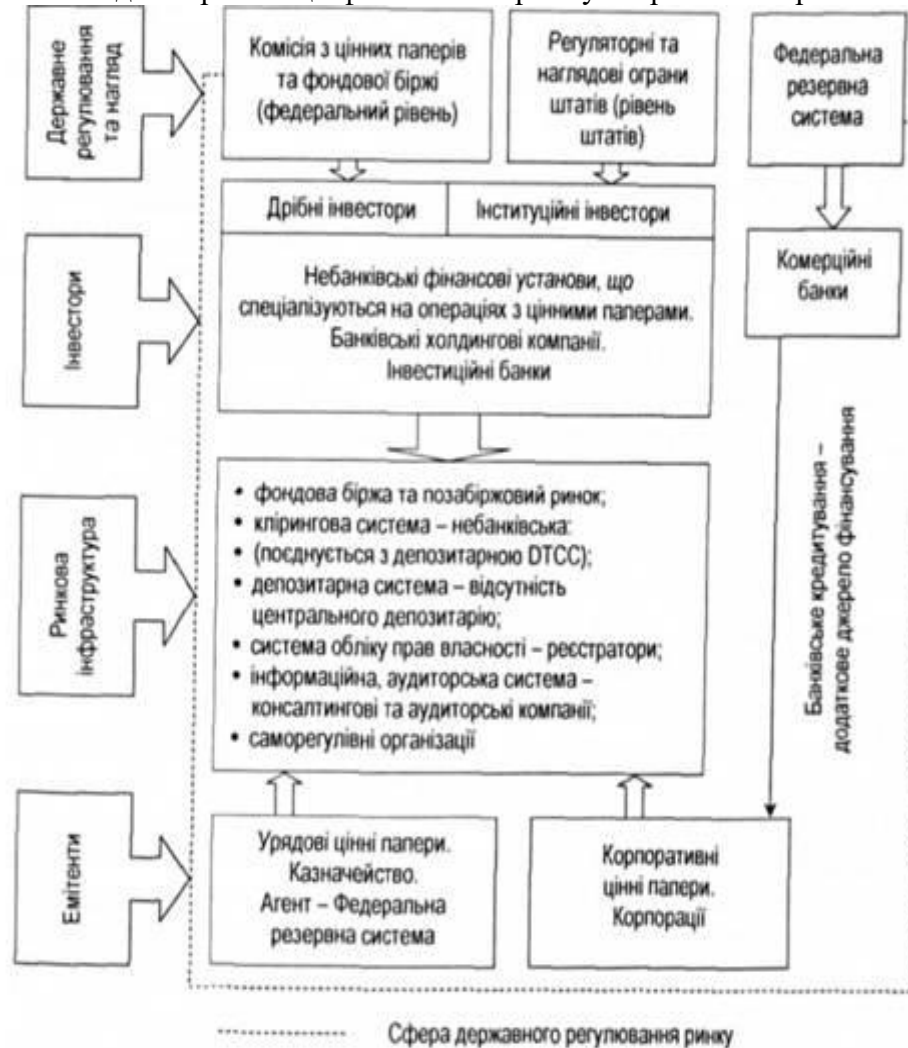 Державне
регулювання
та нагляд
Комісія з цінних паперів
та фондової біржі
(федеральний рівень)
Регуляторні та
наглядові ограни
штатів (рівень
штатів)
Федеральна
резервна
система
Інвестори
Дрібні інвестори
Інституційні інвестори
Небанківські фінансові установи, що
спеціалізуються на операціях з цінними паперами.
Банківські холдингові компанії.
Інвестиційні банки
Комерційні
банки
Ринкова
інфраструктура
• фондова біржа та позабіржовий ринок;
• клірингова система – небанківська:
• (поєднується з депозитарною DTCC);
• депозитарна система – відсутність
центрального депозитарію;
• система обліку прав власності – реєстратори;
• інформаційна, аудиторська система –
консалтингові та аудиторські компанії;
• саморегулівні організації
Банківське кредитування –
додаткове джерело фінансування
Емітенти
Урядові цінні папери.
Казначейство.
Агент – Федеральна
резервна система
Корпоративні
цінні папери.
Корпорації
Сфера державного регулювання ринку